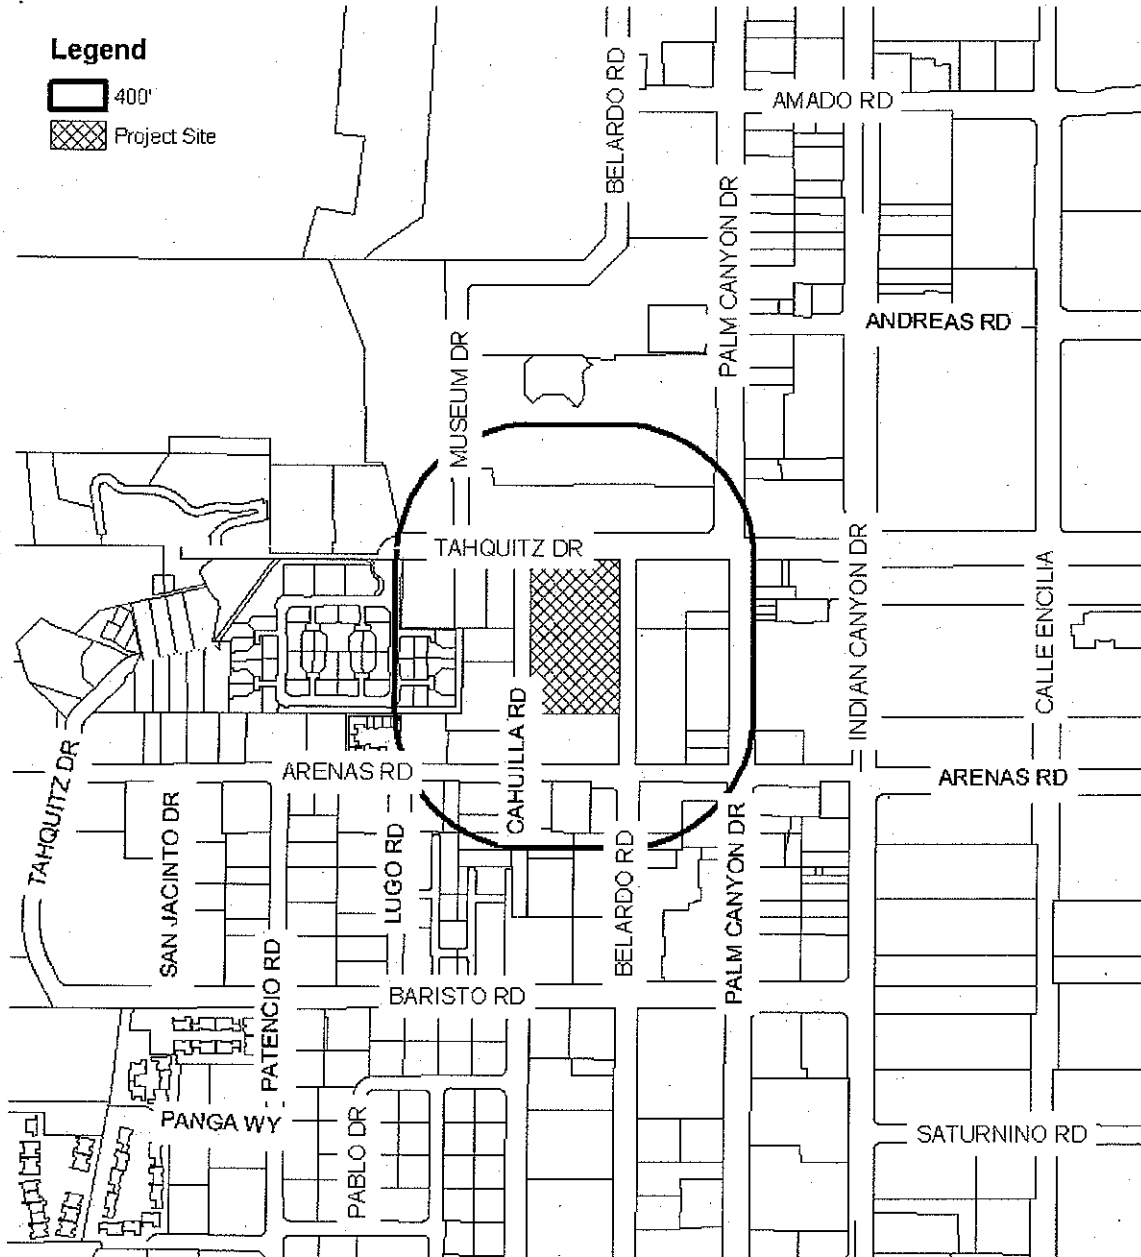 Legend
400'
Project Site
BELARDO RD
AMADO RD
PALM CANYON DR
ANDREAS RD
MUSEUM DR
TAHQUITZ DR
INDIAN CANYON DR
CALLE ENCILIA
CAHUILLA RD
ARENAS RD
ARENAS RD
TAHQUITZ DR
SAN JACINTO DR
LUGO RD
BELARDO RD
PALM CANYON DR
PATENCIO RD
BARISTO RD
PANGA WY
PABLO DR
SATURNINO RD